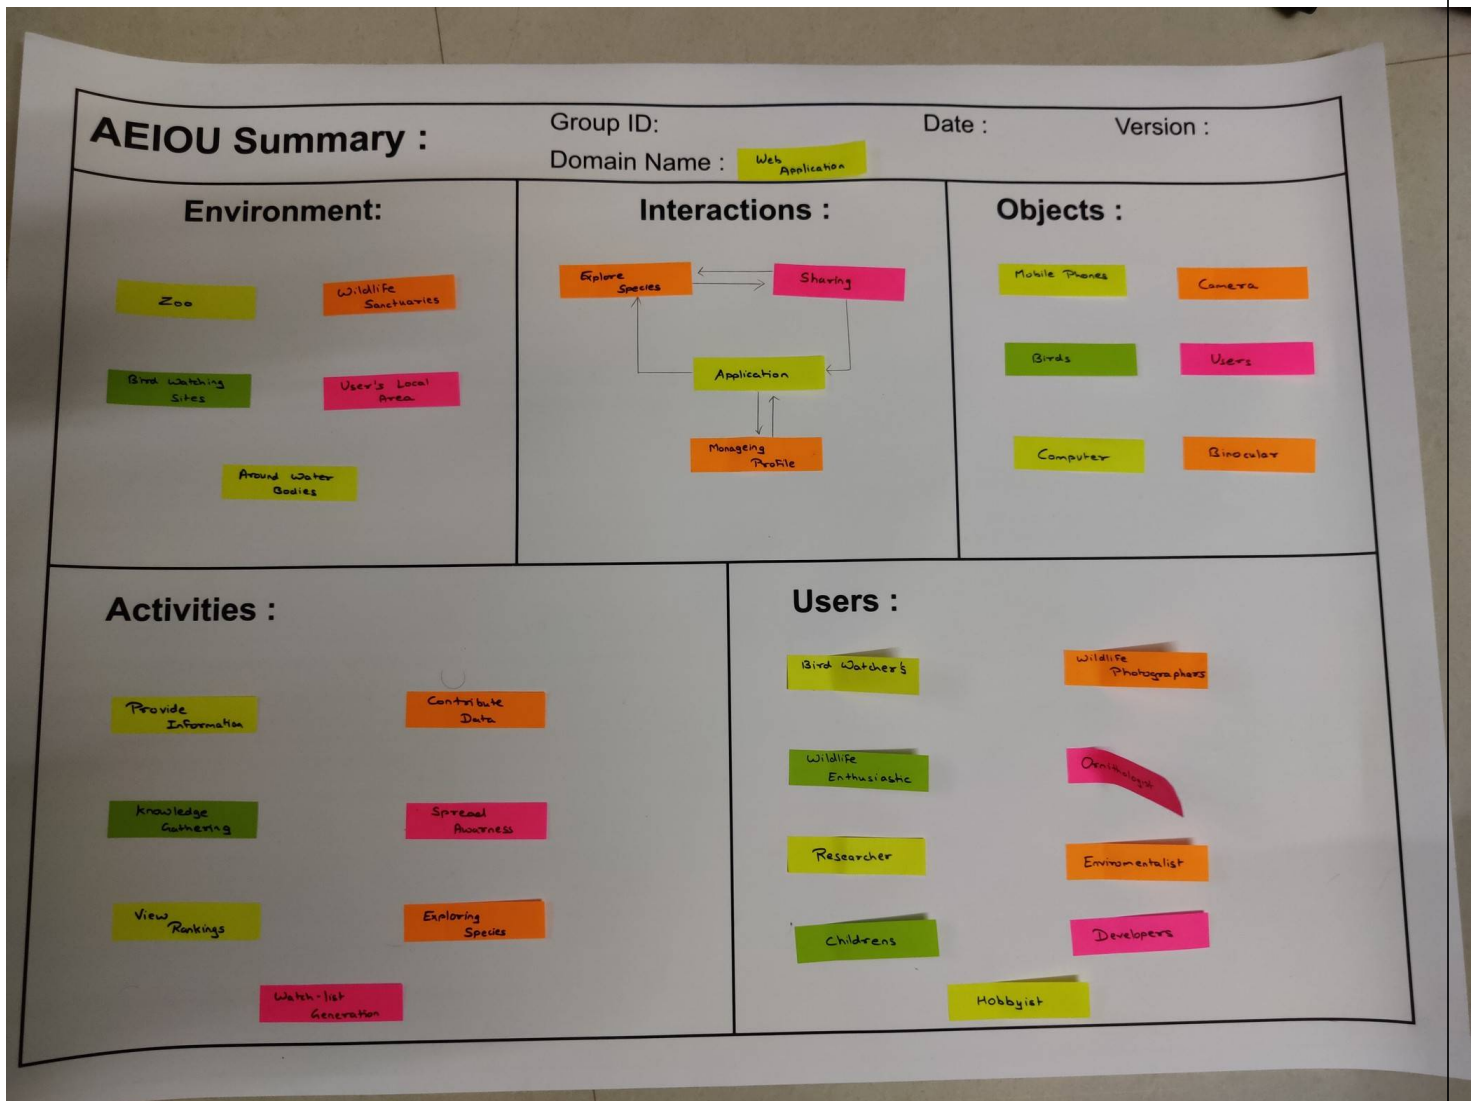 AEIOU Summary :
Group ID:
Date :
Version :
Domain Name :
Web
Application
Environment:
Zoo
Wildlife
Sanctuaries
Bird Watching
Sites
User's Local
Area
Around Water
Bodies
Interactions :
Explore
Species
Sharing
Application
Manageing
Profile
Objects :
Mobile Phones
Camera
Birds
Users
Computer
Binocular
Activities :
Provide
Information
Contribute
Data
Knowledge
Gathering
Spread
Awarness
View
Rankings
Exploring
Species
Watch-list
Generation
Users :
Bird Watcher's
Wildlife
Photographars
Wildlife
Enthusiastic
Ornithologist
Researcher
Enviromentalist
Childrens
Developers
Hobbyist